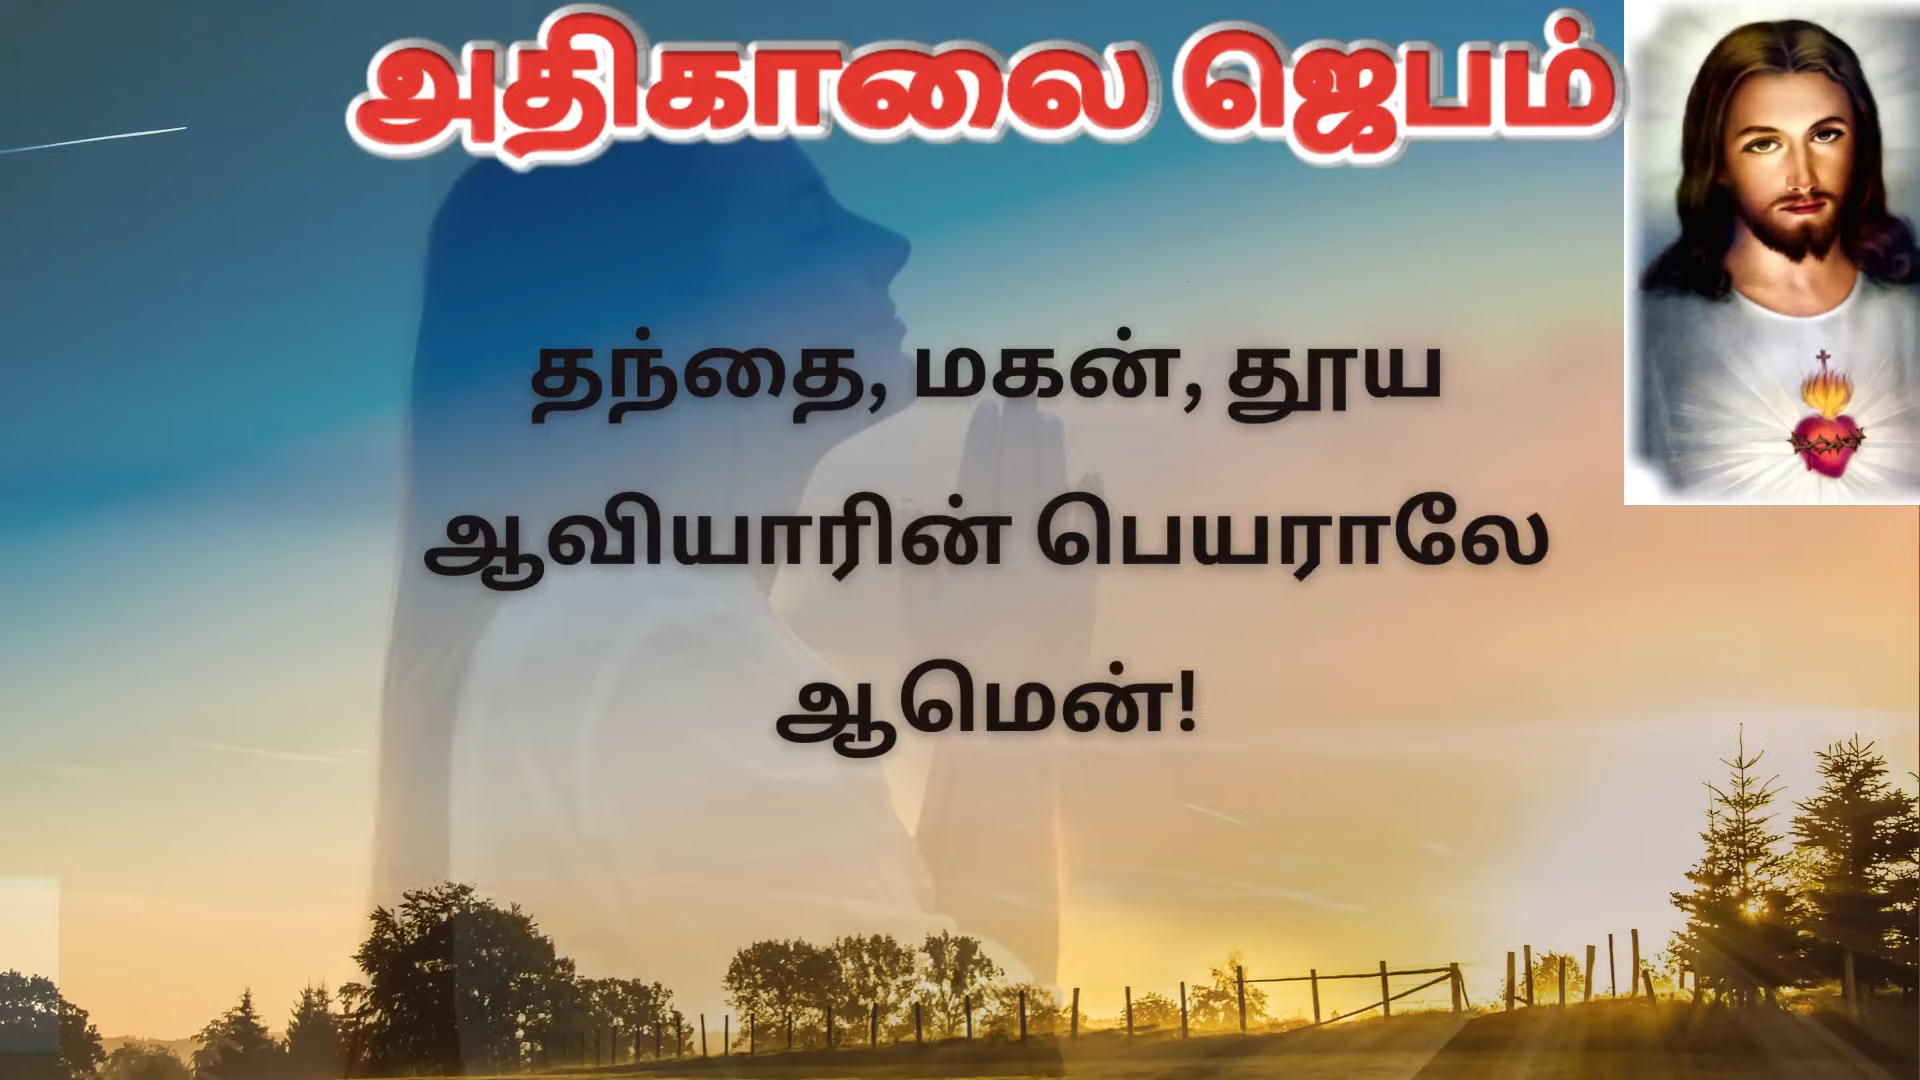 அதிகாலை ஜெபம்
தந்தை, மகன், தூய
ஆவியாரின் பெயராலே
ஆமென்!